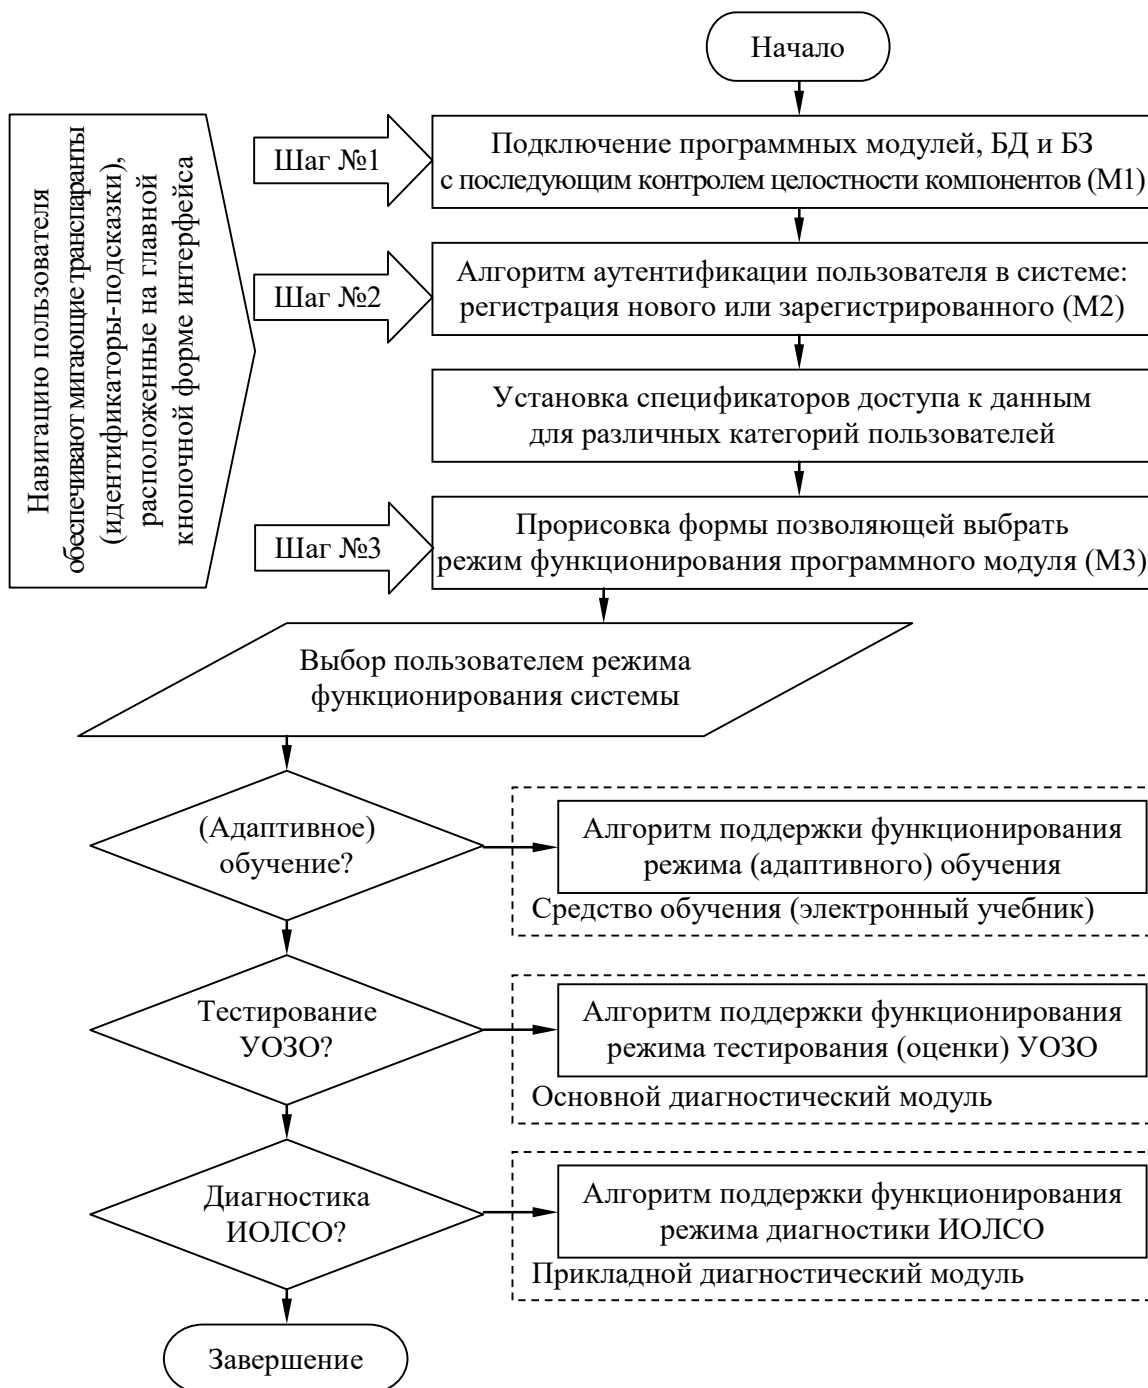 Начало
Навигацию пользователя
обеспечивают мигающие транспаранты
(идентификаторы-подсказки),
расположенные на главной
кнопочной форме интерфейса
Шаг №1
Подключение программных модулей, БД и БЗ
с последующим контролем целостности компонентов (М1)
Шаг №2
Алгоритм аутентификации пользователя в системе:
регистрация нового или зарегистрированного (М2)
Установка спецификаторов доступа к данным
для различных категорий пользователей
Шаг №3
Прорисовка формы позволяющей выбрать
режим функционирования программного модуля (М3)
Выбор пользователем режима
функционирования системы
(Адаптивное)
обучение?
Алгоритм поддержки функционирования
режима (адаптивного) обучения
Средство обучения (электронный учебник)
Тестирование
УОЗО?
Алгоритм поддержки функционирования
режима тестирования (оценки) УОЗО
Основной диагностический модуль
Диагностика
ИОЛСО?
Алгоритм поддержки функционирования
режима диагностики ИОЛСО
Прикладной диагностический модуль
Завершение